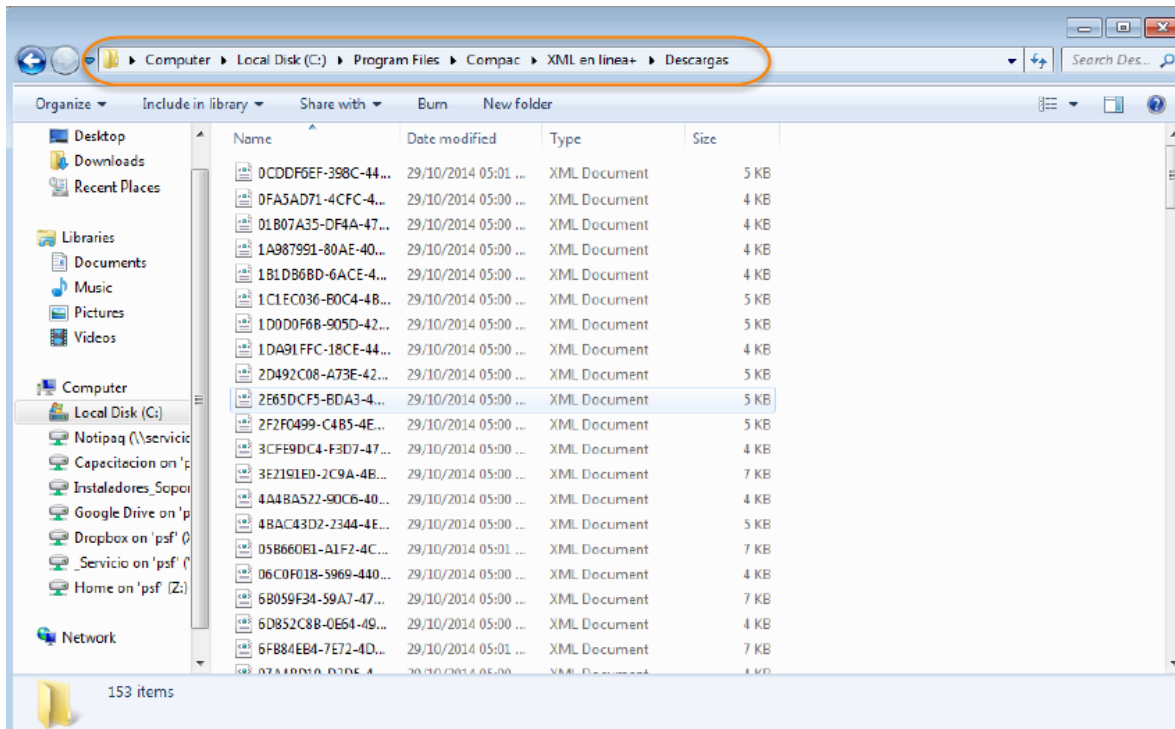 Computer Local Disk (C:) Program Files Compac XML en línea+ Descargas Search Des...
Organize Include in library Share with Burn New folder
Desktop
Downloads
Recent Places
Libraries
Documents
Music
Pictures
Videos
Computer
Local Disk (C:)
Notipaq (\\servicic
Capacitacion on 'p
Instaladores_Sopor
Google Drive on 'p
Dropbox on 'psf' (
_Servicio on 'psf' ('
Home on 'psf' (Z:)
Network
Name Date modified Type Size
0CDDF6EF-398C-44... 29/10/2014 05:01 ... XML Document 5 KB
0FA5AD71-4CFC-4... 29/10/2014 05:00 ... XML Document 4 KB
01B07A35-DF4A-47... 29/10/2014 05:00 ... XML Document 4 KB
1A987991-80AE-40... 29/10/2014 05:00 ... XML Document 4 KB
1B1DB6BD-6ACE-4... 29/10/2014 05:00 ... XML Document 4 KB
1C1EC036-B0C4-4B... 29/10/2014 05:00 ... XML Document 5 KB
1D0D0F6B-905D-42... 29/10/2014 05:00 ... XML Document 5 KB
1DA91FFC-18CE-44... 29/10/2014 05:00 ... XML Document 4 KB
2D492C08-A73E-42... 29/10/2014 05:00 ... XML Document 5 KB
2E65DCF5-BDA3-4... 29/10/2014 05:00 ... XML Document 5 KB
2F2F0499-C4B5-4E... 29/10/2014 05:00 ... XML Document 5 KB
3CFE9DC4-F3D7-47... 29/10/2014 05:00 ... XML Document 4 KB
3E2191E0-2C9A-4B... 29/10/2014 05:00 ... XML Document 7 KB
4A4BA522-90C6-40... 29/10/2014 05:00 ... XML Document 4 KB
4BAC43D2-2344-4E... 29/10/2014 05:00 ... XML Document 5 KB
05B660B1-A1F2-4C... 29/10/2014 05:01 ... XML Document 7 KB
06C0F018-5969-440... 29/10/2014 05:00 ... XML Document 4 KB
6B059F34-59A7-47... 29/10/2014 05:00 ... XML Document 7 KB
6D852C8B-0E64-49... 29/10/2014 05:00 ... XML Document 4 KB
6FB84EB4-7E72-4D... 29/10/2014 05:01 ... XML Document 7 KB
153 items